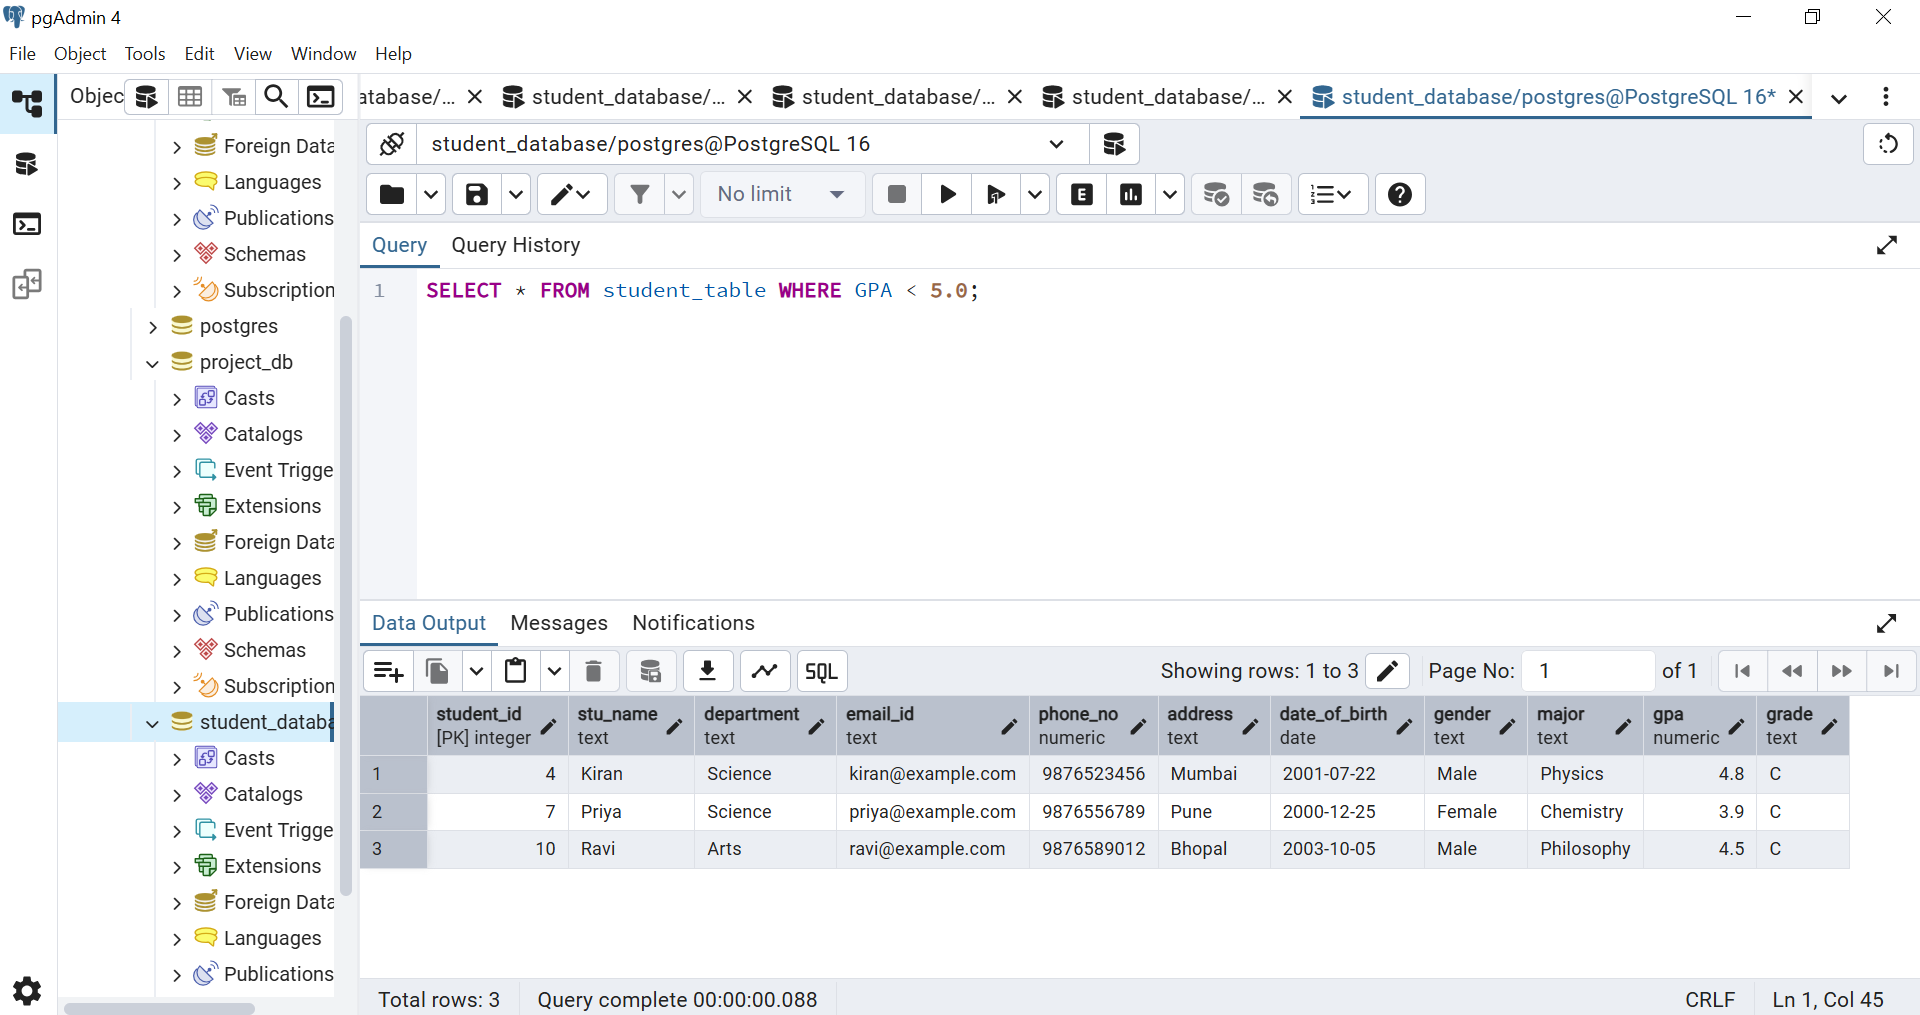 pgAdmin 4
File Object Tools Edit View Window Help
Objec
atabase/... student_database/... student_database/... student_database/... student_database/postgres@PostgreSQL 16*
Foreign Data
Languages
Publications
Schemas
Subscription
postgres
project_db
Casts
Catalogs
Event Trigge
Extensions
Foreign Data
Languages
Publications
Schemas
Subscription
student_databa
Casts
Catalogs
Event Trigge
Extensions
Foreign Data
Languages
Publications
student_database/postgres@PostgreSQL 16
No limit E
Query Query History
1 SELECT * FROM student_table WHERE GPA < 5.0;
Data Output Messages Notifications
SQL Showing rows: 1 to 3 Page No: 1 of 1
student_id stu_name department email_id phone_no address date_of_birth gender major gpa grade
[PK] integer text text text numeric text date text text numeric text
1 4 Kiran Science kiran@example.com 9876523456 Mumbai 2001-07-22 Male Physics 4.8 C
2 7 Priya Science priya@example.com 9876556789 Pune 2000-12-25 Female Chemistry 3.9 C
3 10 Ravi Arts ravi@example.com 9876589012 Bhopal 2003-10-05 Male Philosophy 4.5 C
Total rows: 3 Query complete 00:00:00.088 CRLF Ln 1, Col 45